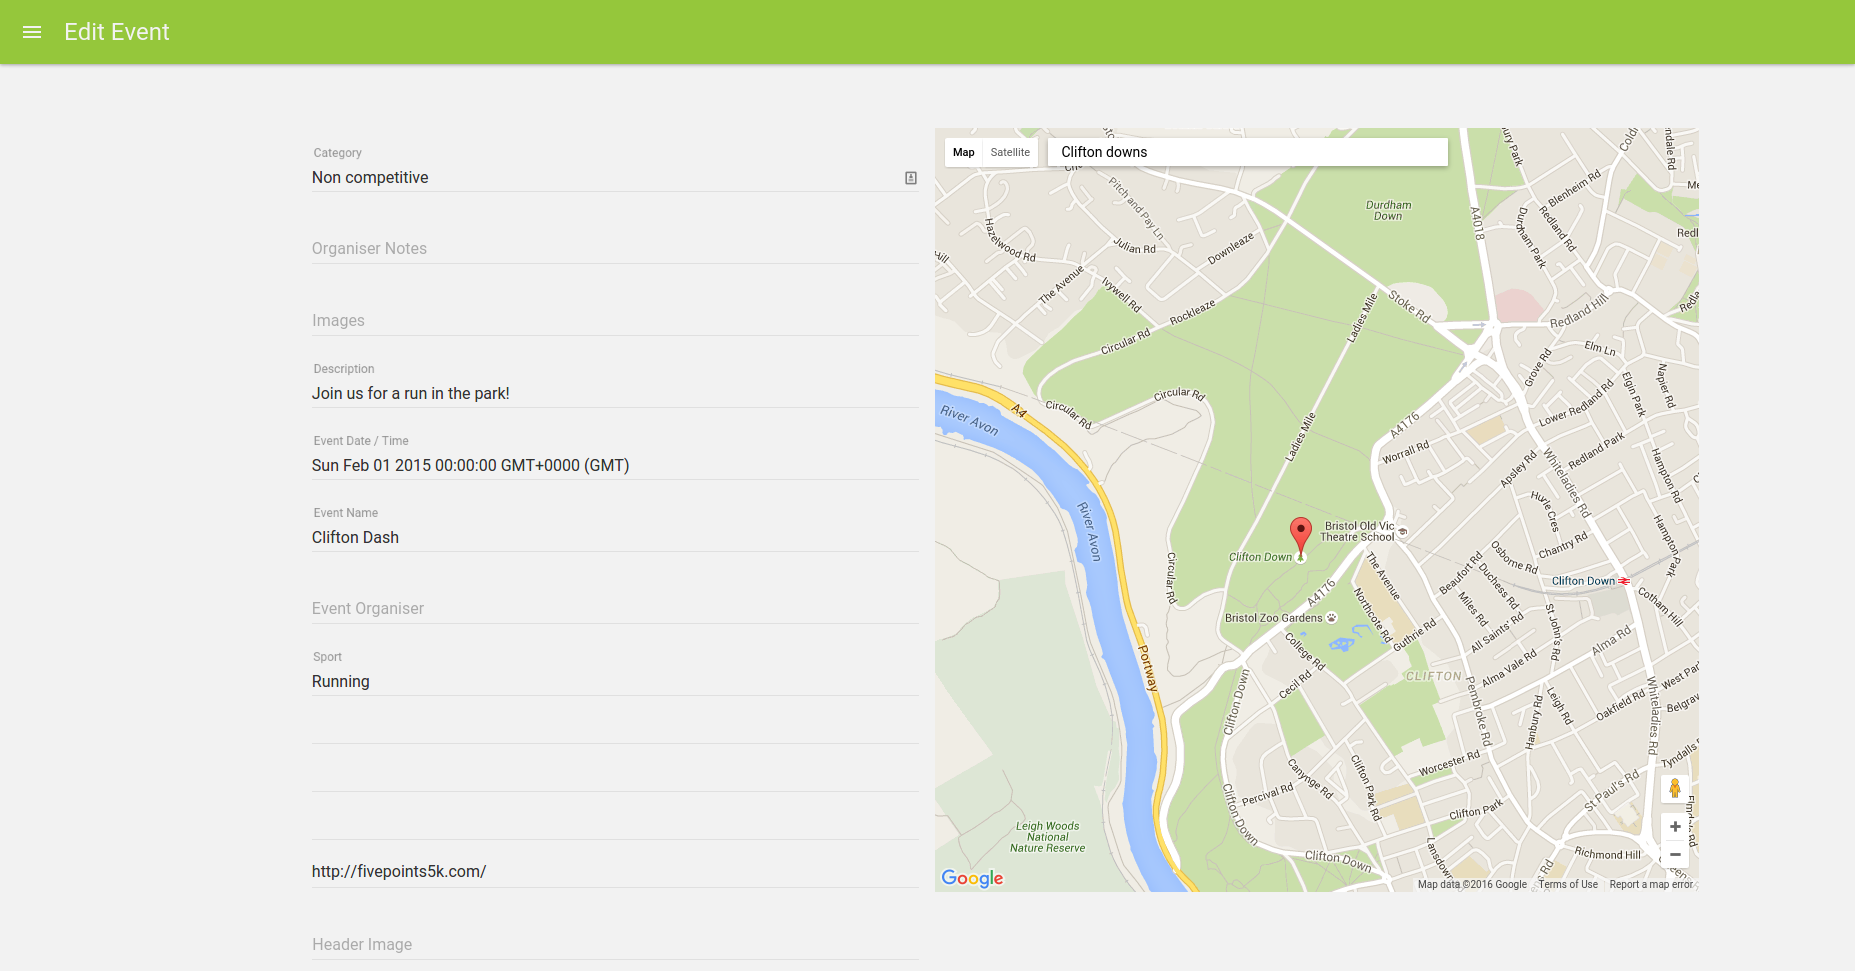 Edit Event
Category
Non competitive
Organiser Notes
Images
Description
Join us for a run in the park!
Event Date / Time
Sun Feb 01 2015 00:00:00 GMT+0000 (GMT)
Event Name
Clifton Dash
Event Organiser
Sport
Running
http://fivepoints5k.com/
Header Image
Map
Satellite
Clifton downs
Pitch and Pay Ln
Hazelwood Rd
Julian Rd
Downleaze
The Avenue
Ivywell Rd
Rockleaze
Circular Rd
Durdham
Down
A4018
Blenheim Rd
Redland Rd
Durdham Park
Stoke Rd
Ladies Mile
Redland Hill
Elm Ln
Grove Rd
Napier Rd
Elgin Park
Lower Redland Rd
Redland Park
Hampton Rd
Circular Rd
Circular Rd
A4
River Avon
River Avon
Ladies Mile
A4176
Worrall Rd
Apsley Rd
Whiteladies Rd
Hurle Cres
Chantry Rd
Hampton Park
Osborne Rd
Bristol Old Vic
Theatre School
Clifton Down
The Avenue
Beaufort Rd
Duchess Rd
Miles Rd
Clifton Down
Cotham Hill
Circular Rd
A4176
Northcote Rd
Bristol Zoo Gardens
Guthrie Rd
All Saints' Rd
St John's Rd
Alma Rd
College Rd
Cecil Rd
CLIFTON
Alma Vale Rd
Portway
Clifton Down
Pembroke Rd
Leigh Rd
Hanbury Rd
Oakfield Rd
West Par
Belgrav
Whiteladies Rd
Tyndalls
Worcester Rd
Canynge Rd
Percival Rd
Clifton Park Rd
Clifton Park
St Paul's Rd
Clifton Down
Clifton Down
Richmond Hill
Leigh Woods
National
Nature Reserve
Google
Map data ©2016 Google
Terms of Use
Report a map error